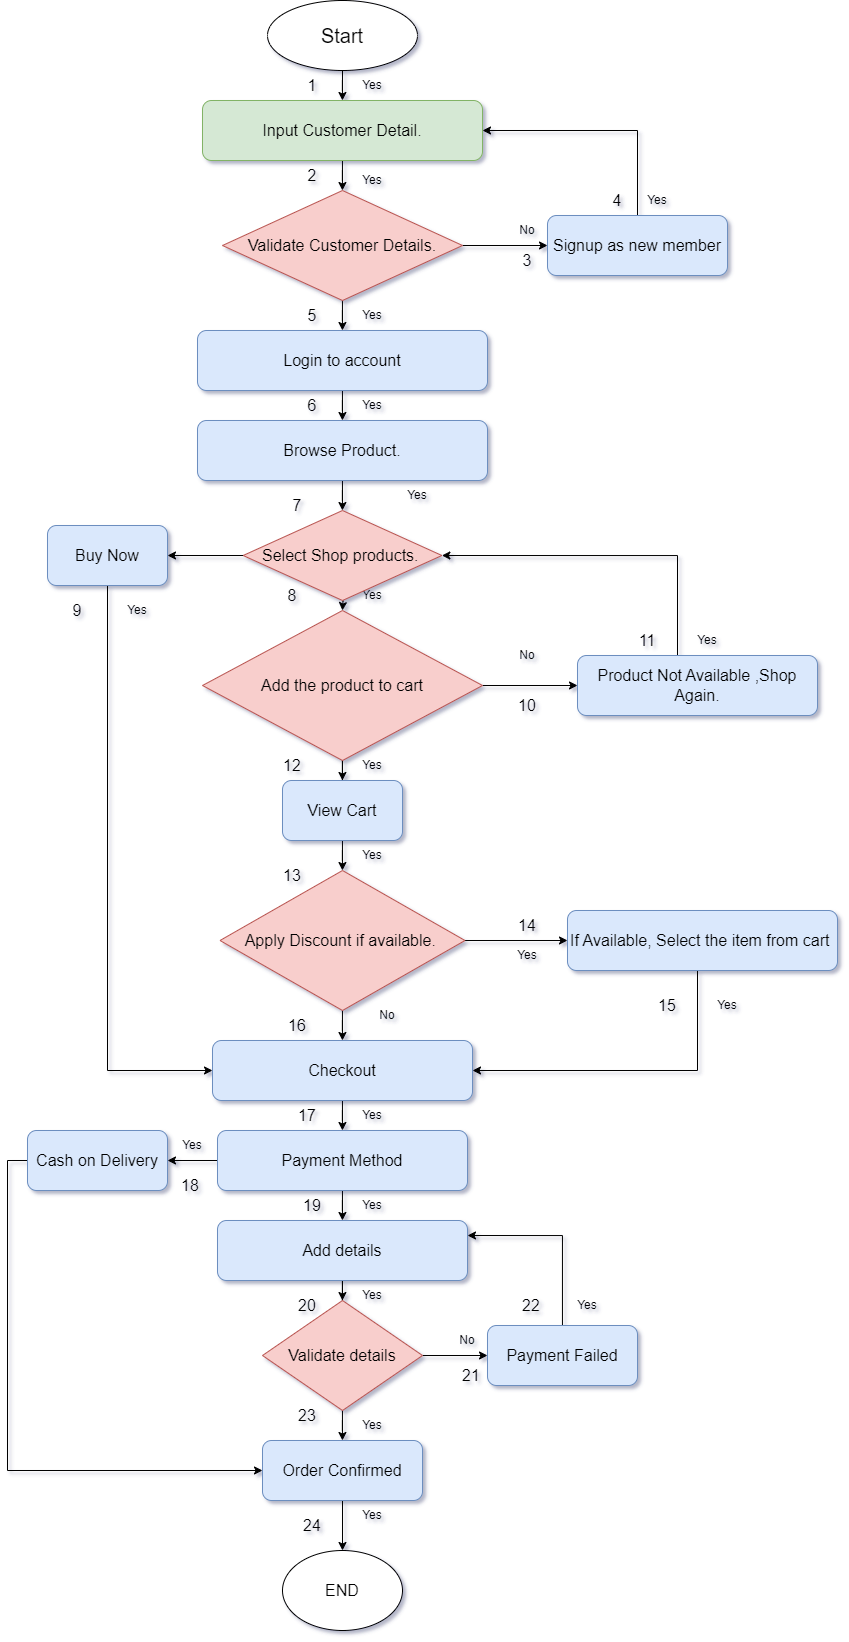 Start
1
Yes
Input Customer Detail.
2
Yes
4
Yes
Validate Customer Details.
No
3
Signup as new member
5
Yes
Login to account
6
Yes
Browse Product.
7
Yes
Buy Now
Select Shop products.
8
Yes
9
Yes
11
Yes
Add the product to cart
No
10
Product Not Available ,Shop
Again.
12
Yes
View Cart
13
Yes
Apply Discount if available.
14
Yes
If Available, Select the item from cart
15
Yes
16
No
Checkout
17
Yes
Cash on Delivery
Yes
18
Payment Method
19
Yes
Add details
20
Yes
22
Yes
Validate details
No
21
Payment Failed
23
Yes
Order Confirmed
24
Yes
END